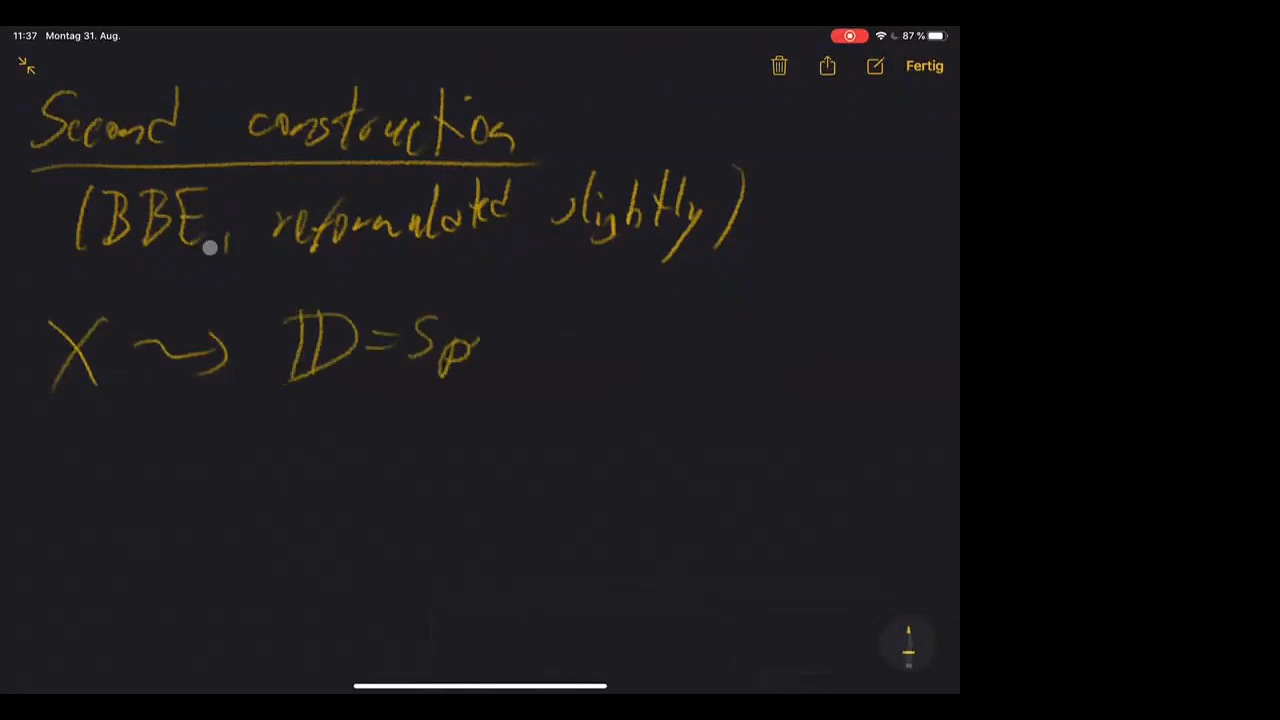 11:37 Montag 31. Aug. 87 %
Fertig
Second construction
(BBE, reformulated slightly)
X ⇝ 𝔻 = Sp